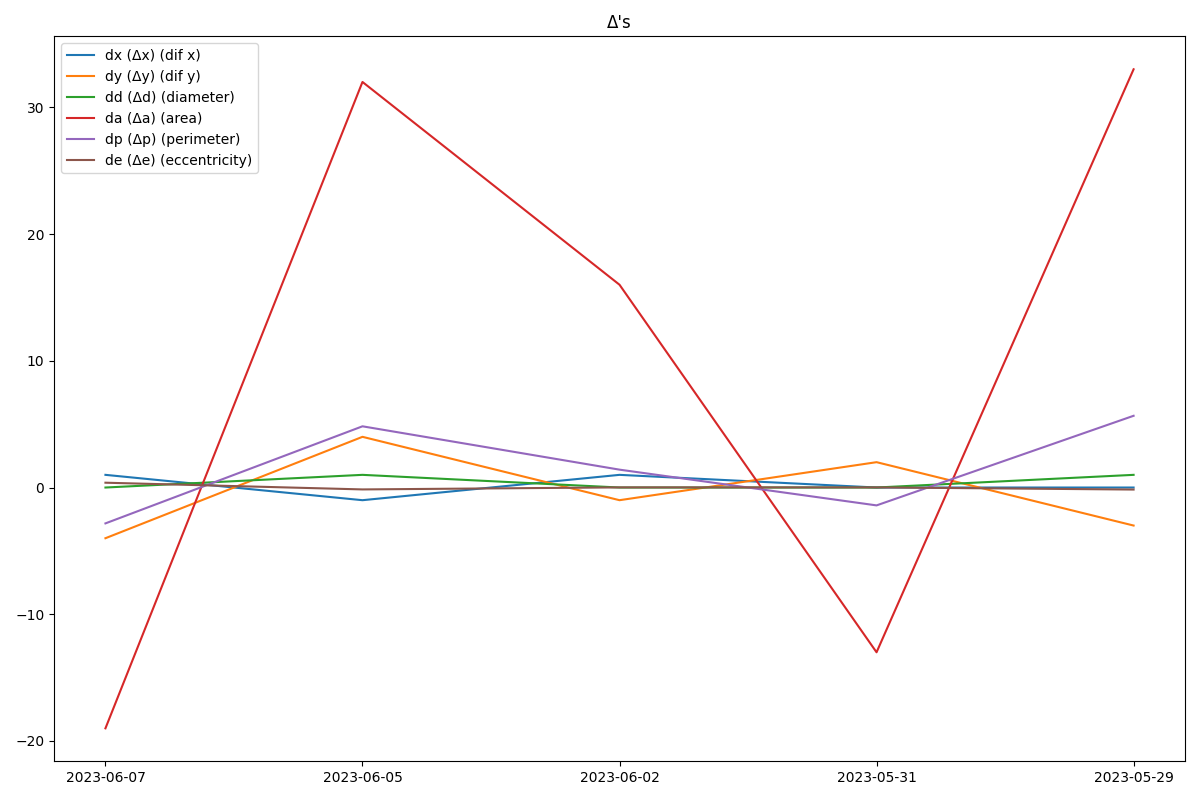 Δ's
dx (Δx) (dif x)
dy (Δy) (dif y)
dd (Δd) (diameter)
da (Δa) (area)
dp (Δp) (perimeter)
de (Δe) (eccentricity)
30
20
10
0
−10
−20
2023-06-07 2023-06-05 2023-06-02 2023-05-31 2023-05-29